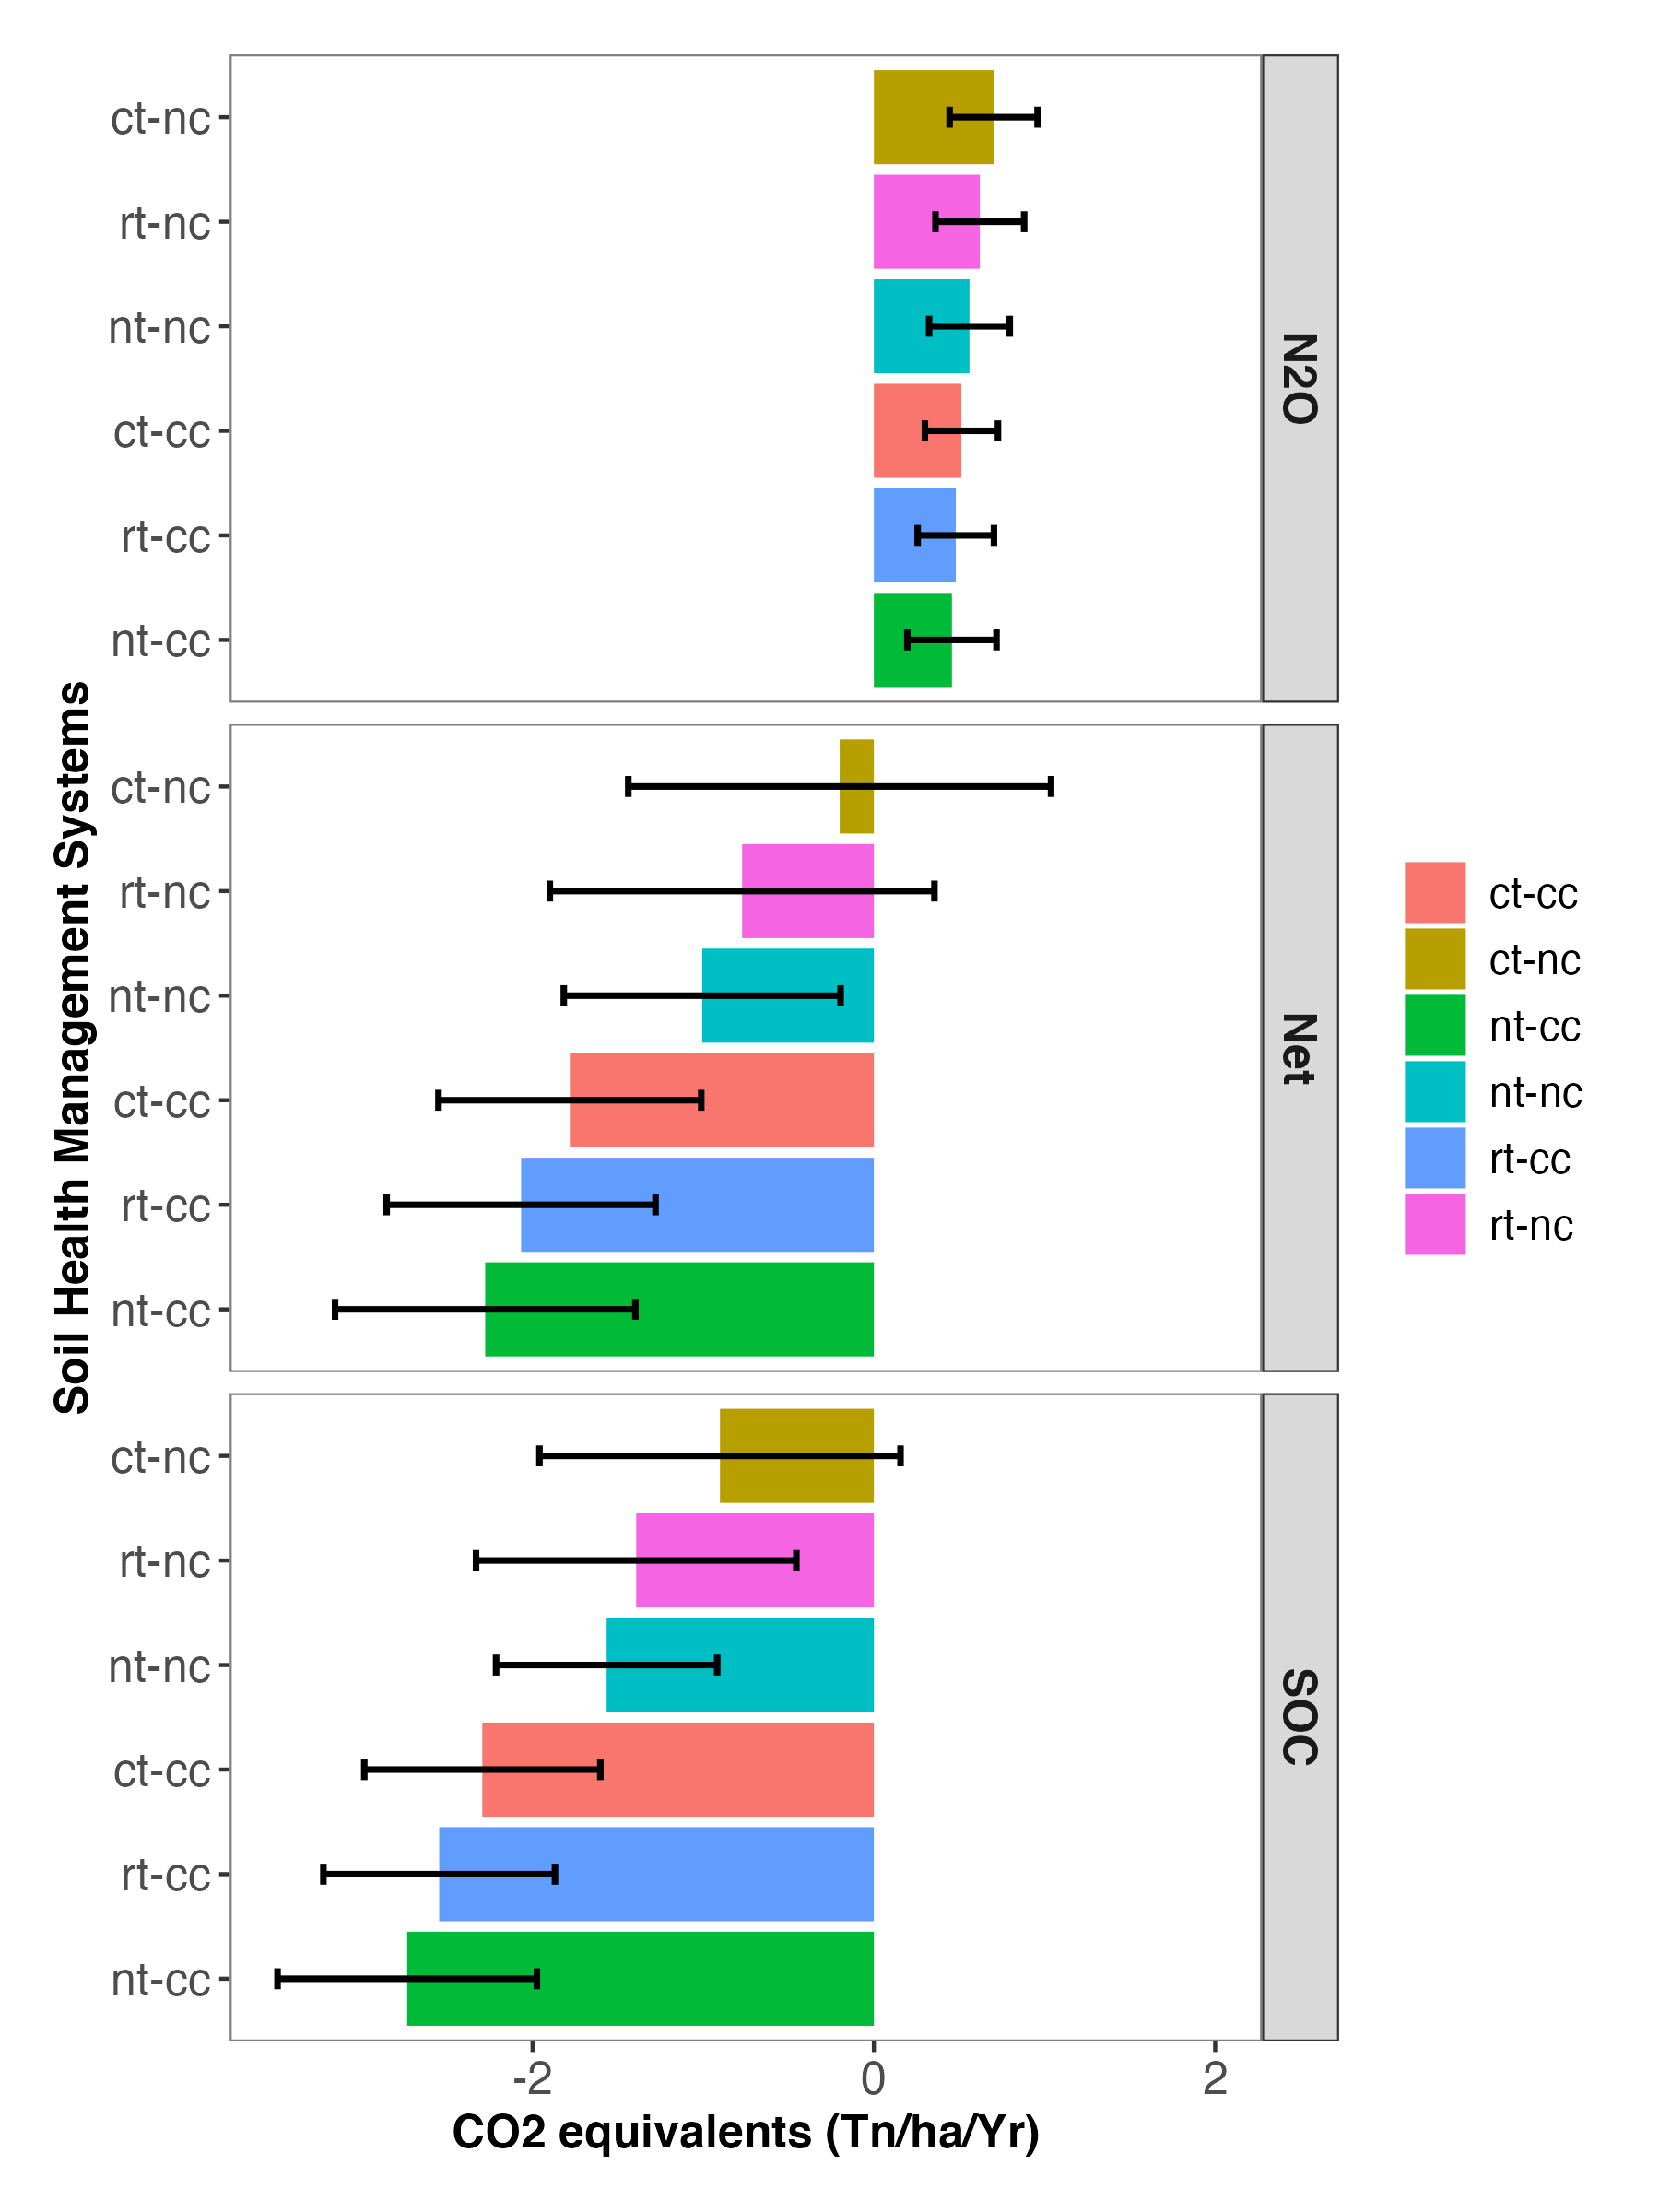 Soil Health Management Systems
ct-nc
rt-nc
nt-nc
ct-cc
rt-cc
nt-cc
N2O
ct-nc
rt-nc
nt-nc
ct-cc
rt-cc
nt-cc
Net
ct-nc
rt-nc
nt-nc
ct-cc
rt-cc
nt-cc
SOC
-2 0 2
CO2 equivalents (Tn/ha/Yr)
ct-cc
ct-nc
nt-cc
nt-nc
rt-cc
rt-nc